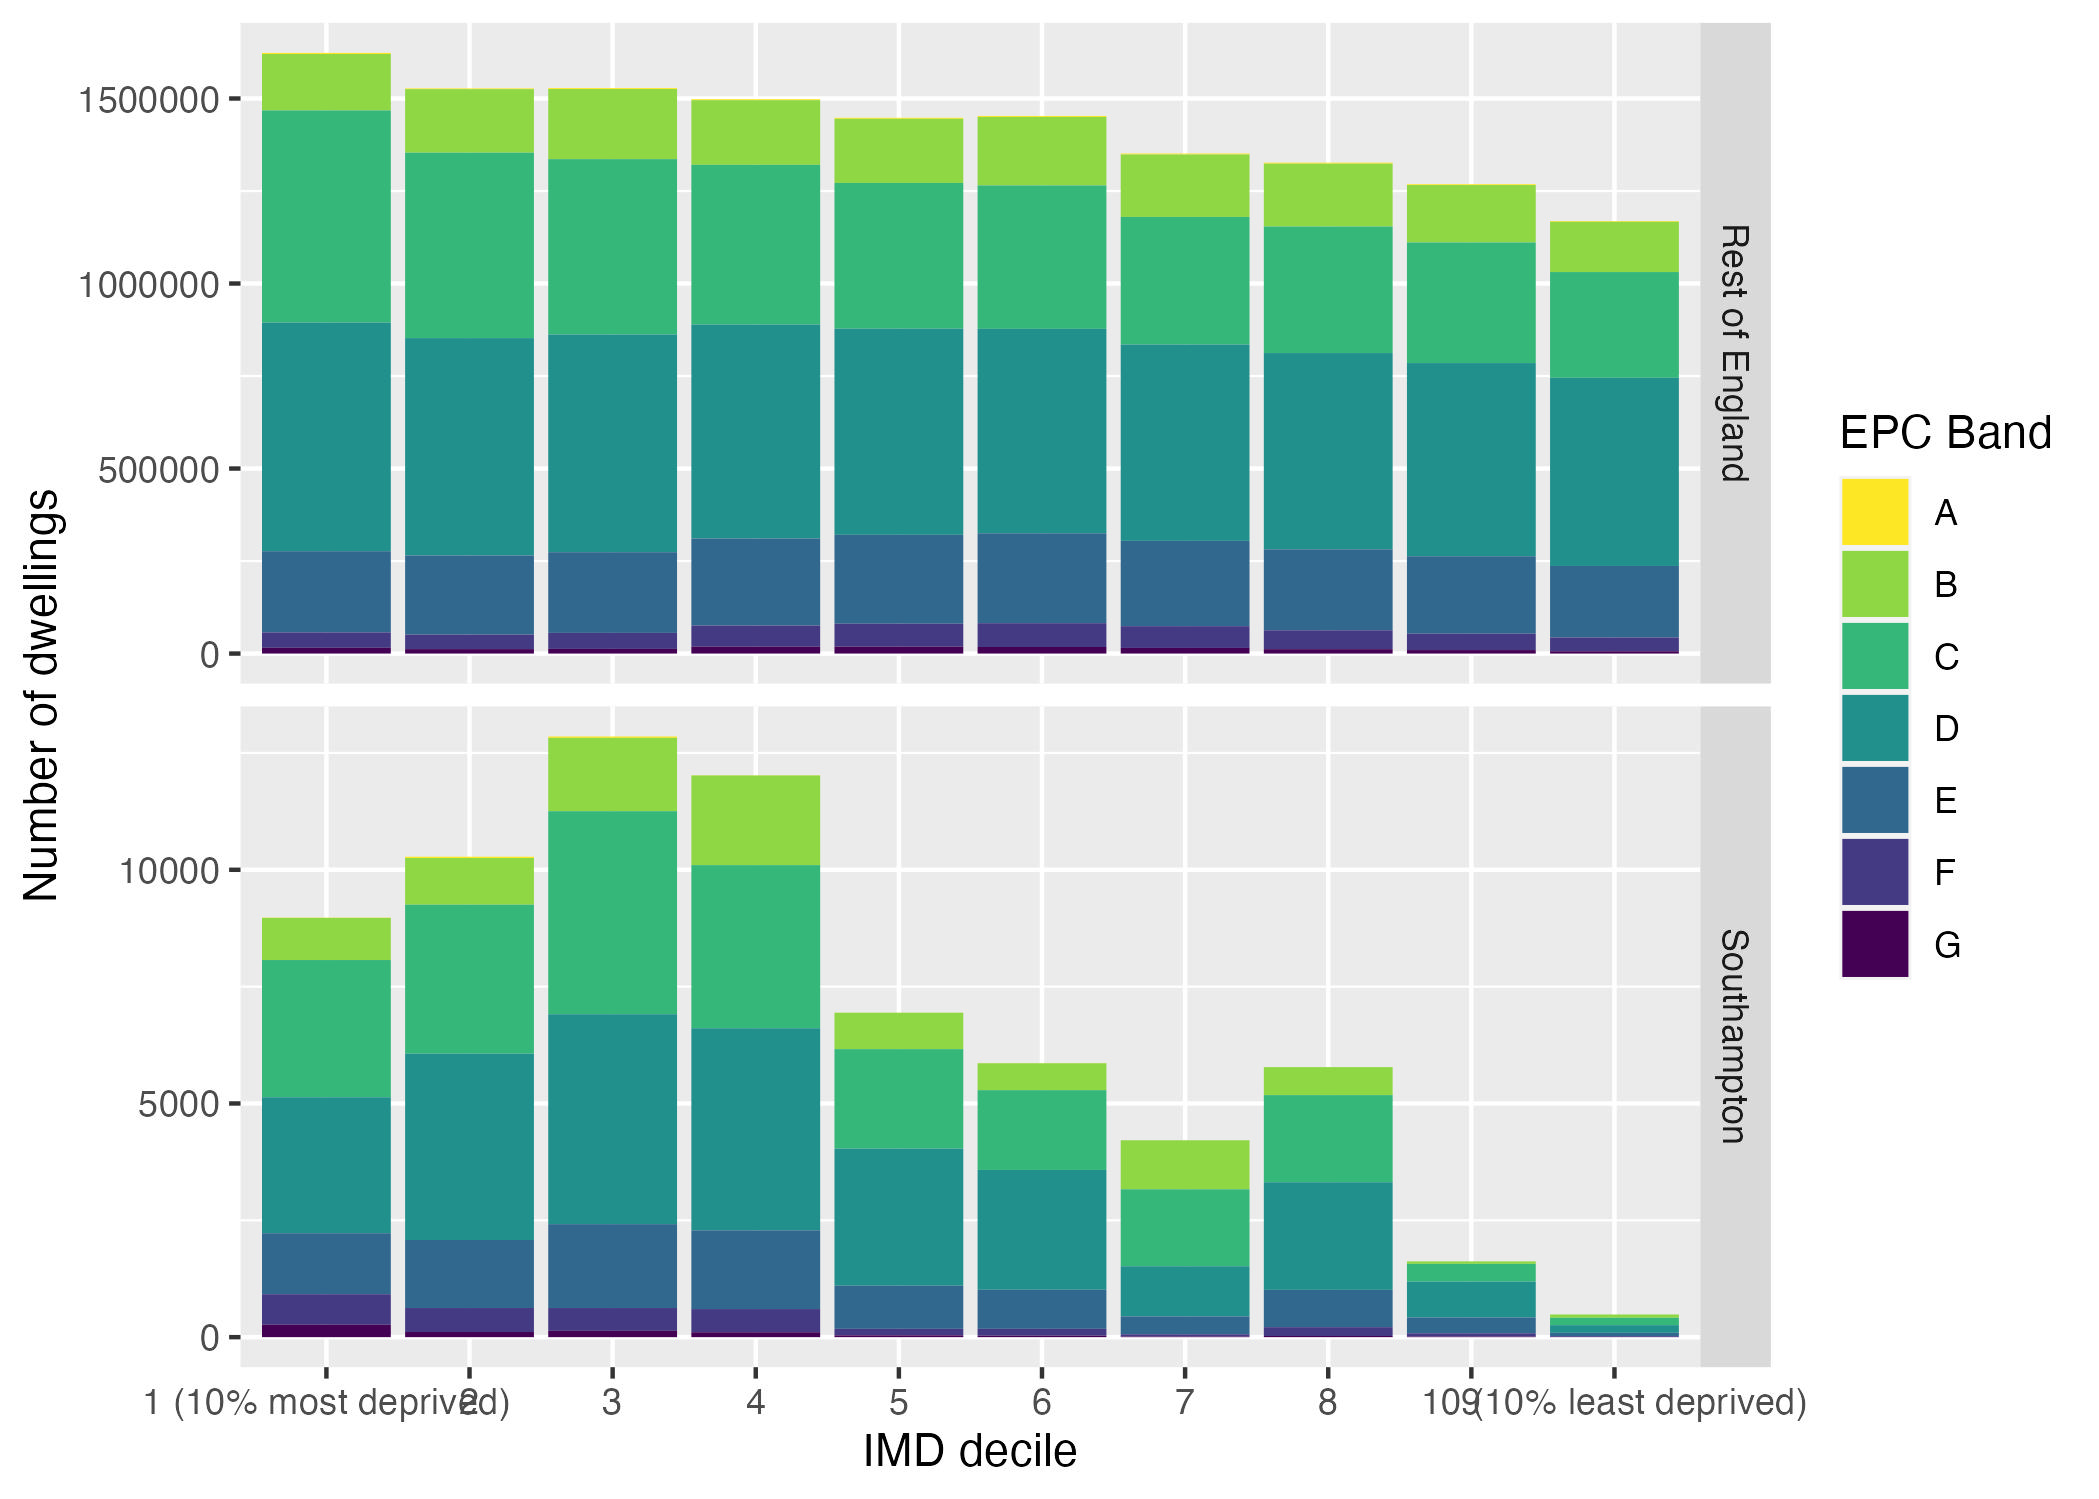 Number of dwellings
1500000
1000000
500000
0
Rest of England
10000
5000
0
Southampton
1 (10% most deprived)
2
3
4
5
6
7
8
9
10 (10% least deprived)
IMD decile
EPC Band
A
B
C
D
E
F
G